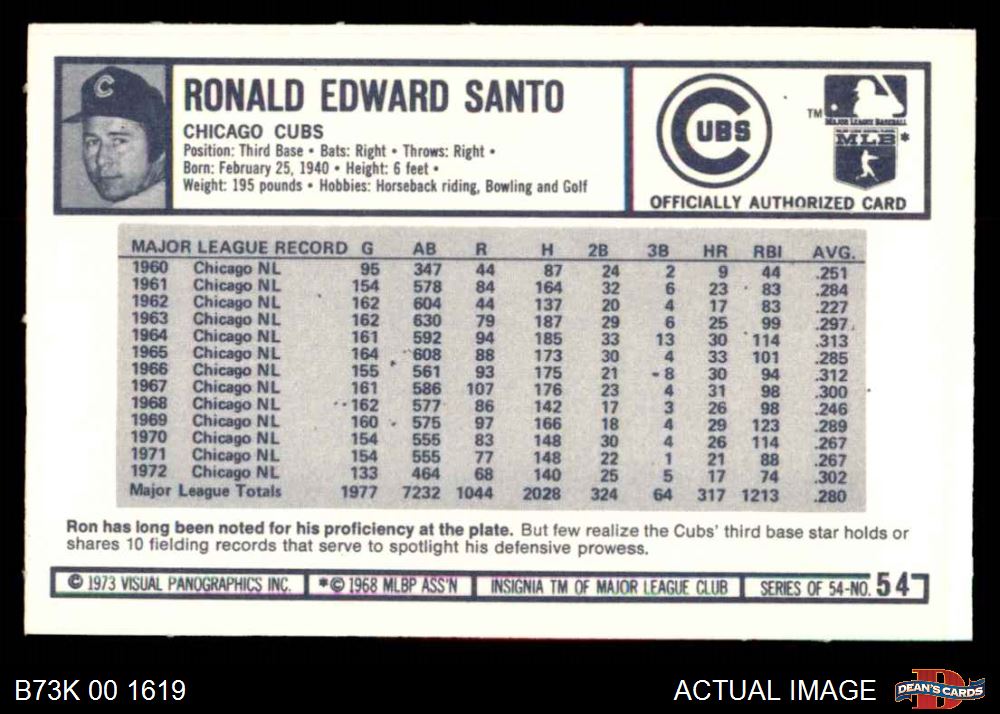 RONALD EDWARD SANTO
CHICAGO CUBS
Position: Third Base • Bats: Right • Throws: Right •
Born: February 25, 1940 • Height: 6 feet •
Weight: 195 pounds • Hobbies: Horseback riding, Bowling and Golf
C
CUBS
TM
MAJOR LEAGUE BASEBALL
MLB *
OFFICIALLY AUTHORIZED CARD
MAJOR LEAGUE RECORD G AB R H 2B 3B HR RBI AVG.
1960 Chicago NL 95 347 44 87 24 2 9 44 .251
1961 Chicago NL 154 578 84 164 32 6 23 83 .284
1962 Chicago NL 162 604 44 137 20 4 17 83 .227
1963 Chicago NL 162 630 79 187 29 6 25 99 .297
1964 Chicago NL 161 592 94 185 33 13 30 114 .313
1965 Chicago NL 164 608 88 173 30 4 33 101 .285
1966 Chicago NL 155 561 93 175 21 8 30 94 .312
1967 Chicago NL 161 586 107 176 23 4 31 98 .300
1968 Chicago NL 162 577 86 142 17 3 26 98 .246
1969 Chicago NL 160 575 97 166 18 4 29 123 .289
1970 Chicago NL 154 555 83 148 30 4 26 114 .267
1971 Chicago NL 154 555 77 148 22 1 21 88 .267
1972 Chicago NL 133 464 68 140 25 5 17 74 .302
Major League Totals 1977 7232 1044 2028 324 64 317 1213 .280
Ron has long been noted for his proficiency at the plate. But few realize the Cubs' third base star holds or
shares 10 fielding records that serve to spotlight his defensive prowess.
© 1973 VISUAL PANOGRAPHICS INC. *© 1968 MLBP ASS'N INSIGNIA TM OF MAJOR LEAGUE CLUB SERIES OF 54-NO. 54
B73K 00 1619
ACTUAL IMAGE
D
DEAN'S CARDS